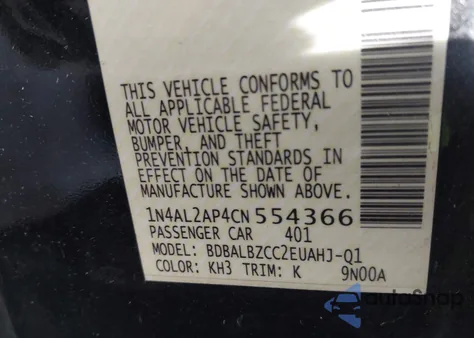 THIS VEHICLE CONFORMS TO
ALL APPLICABLE FEDERAL
MOTOR VEHICLE SAFETY,
BUMPER, AND THEFT
PREVENTION STANDARDS IN
EFFECT ON THE DATE OF
MANUFACTURE SHOWN ABOVE.
1N4AL2AP4CN554366
PASSENGER CAR 401
MODEL: BDBALBZCC2EUAHJ-Q1
COLOR: KH3 TRIM: K 9N00A
autoSnap